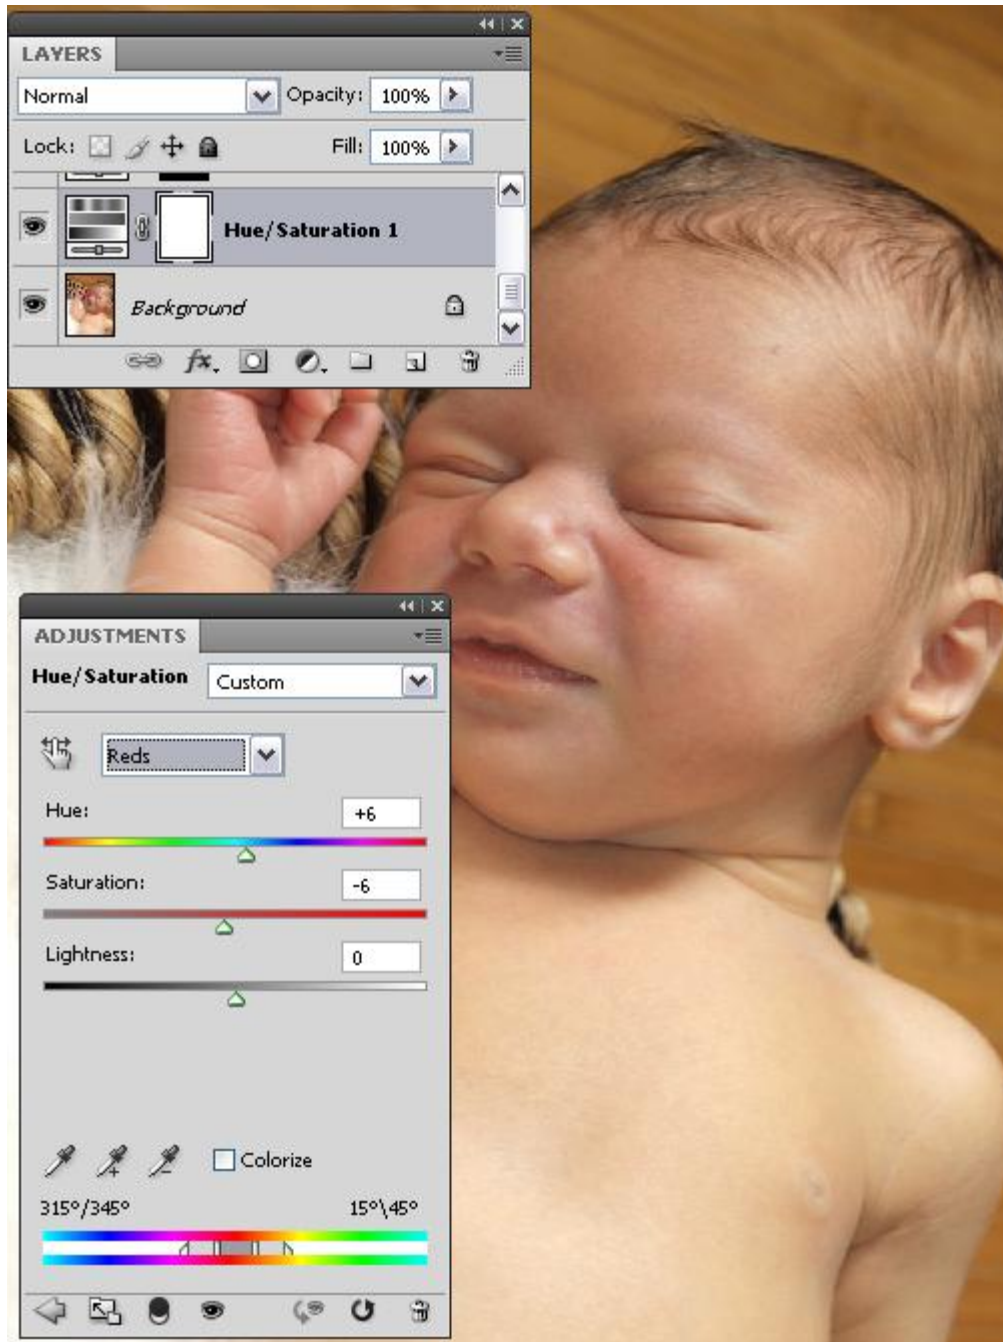 LAYERS
Normal Opacity: 100%
Lock: Fill: 100%
Hue/Saturation 1
Background
fx.
ADJUSTMENTS
Hue/Saturation Custom
Reds
Hue: +6
Saturation: -6
Lightness: 0
Colorize
315°/345° 15°\45°